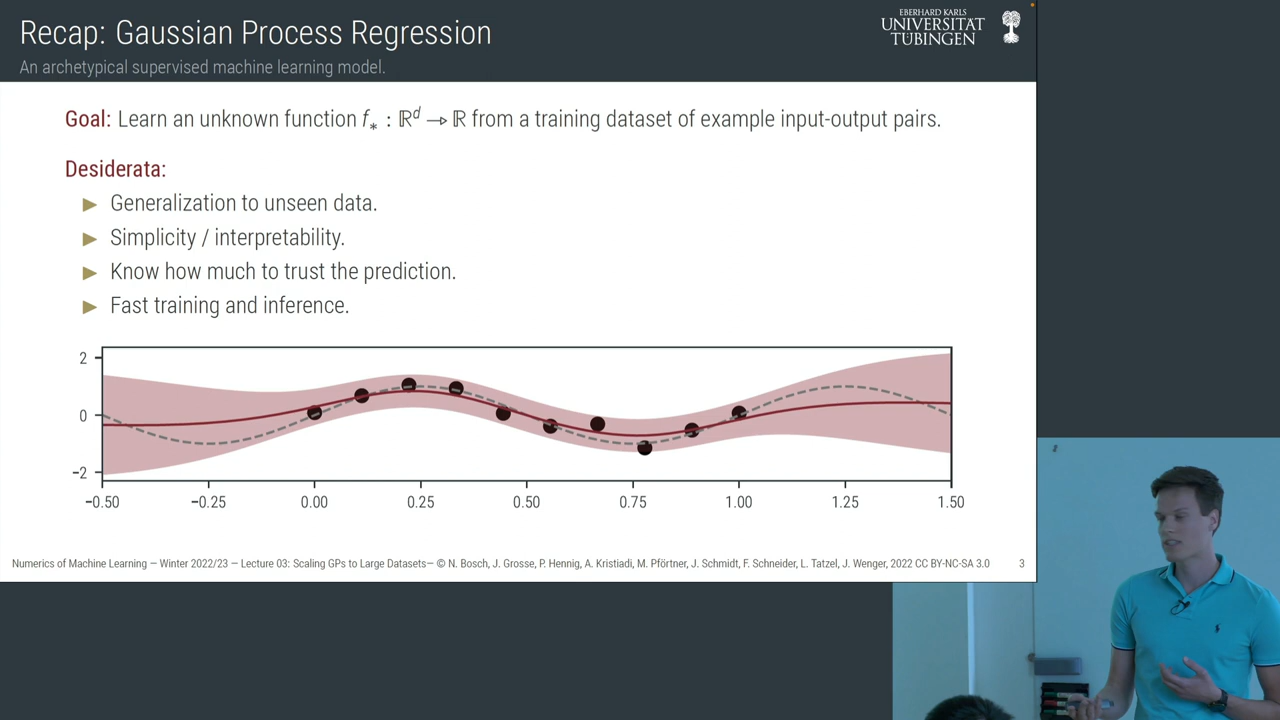 Recap: Gaussian Process Regression
An archetypical supervised machine learning model.
EBERHARD KARLS
UNIVERSITÄT
TÜBINGEN
Goal: Learn an unknown function f∗ : ℝᵈ → ℝ from a training dataset of example input-output pairs.
Desiderata:
▶ Generalization to unseen data.
▶ Simplicity / interpretability.
▶ Know how much to trust the prediction.
▶ Fast training and inference.
2
0
−2
−0.50 −0.25 0.00 0.25 0.50 0.75 1.00 1.25 1.50
Numerics of Machine Learning — Winter 2022/23 — Lecture 03: Scaling GPs to Large Datasets— © N. Bosch, J. Grosse, P. Hennig, A. Kristiadi, M. Pförtner, J. Schmidt, F. Schneider, L. Tatzel, J. Wenger, 2022 CC BY-NC-SA 3.0 3